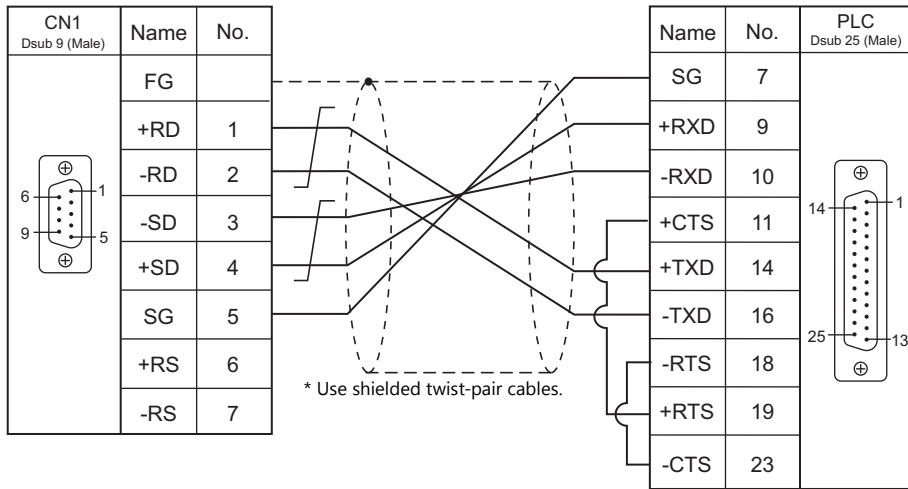 CN1
Dsub 9 (Male)
Name No.
FG
+RD 1
-RD 2
-SD 3
+SD 4
SG 5
+RS 6
-RS 7
6 1
9 5
* Use shielded twist-pair cables.
Name No.
PLC
Dsub 25 (Male)
SG 7
+RXD 9
-RXD 10
+CTS 11
+TXD 14
-TXD 16
-RTS 18
+RTS 19
-CTS 23
14 1
25 13